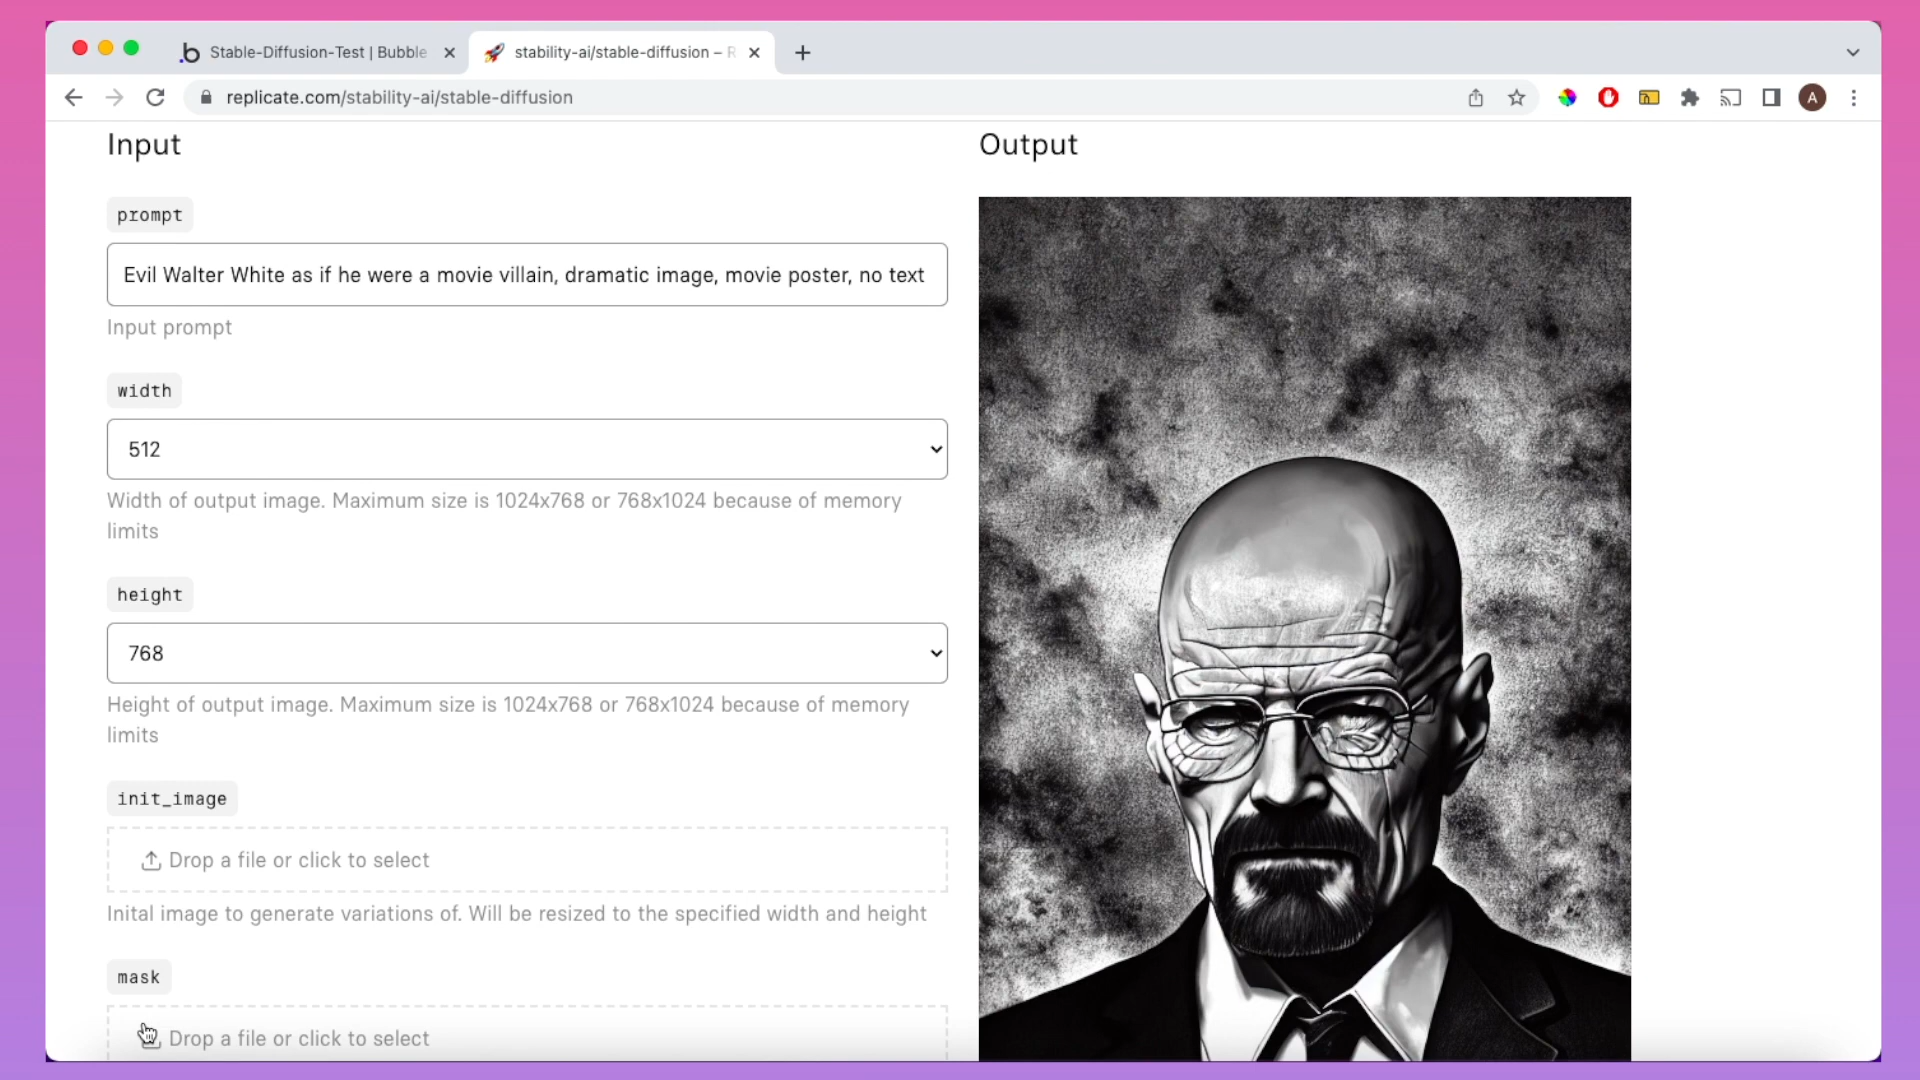 Stable-Diffusion-Test | Bubble
stability-ai/stable-diffusion – R
replicate.com/stability-ai/stable-diffusion
A
Input
Output
prompt
Evil Walter White as if he were a movie villain, dramatic image, movie poster, no text
Input prompt
width
512
Width of output image. Maximum size is 1024x768 or 768x1024 because of memory
limits
height
768
Height of output image. Maximum size is 1024x768 or 768x1024 because of memory
limits
init_image
Drop a file or click to select
Inital image to generate variations of. Will be resized to the specified width and height
mask
Drop a file or click to select